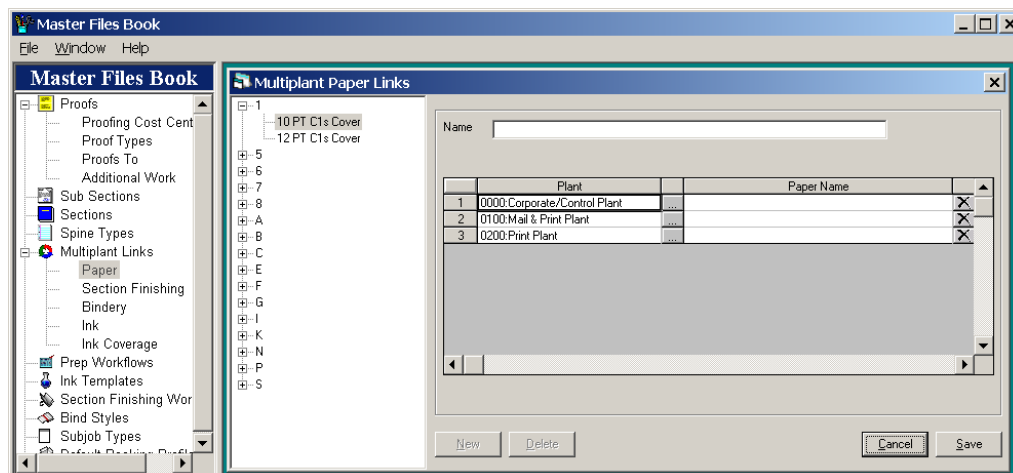 Master Files Book
File Window Help
Master Files Book
Proofs
Proofing Cost Cent
Proof Types
Proofs To
Additional Work
Sub Sections
Sections
Spine Types
Multiplant Links
Paper
Section Finishing
Bindery
Ink
Ink Coverage
Prep Workflows
Ink Templates
Section Finishing Wor
Bind Styles
Subjob Types
Multiplant Paper Links
1
10 PT C1s Cover
12 PT C1s Cover
5
6
7
8
A
B
C
E
F
G
I
K
N
P
S
Name
Plant Paper Name
1 0000:Corporate/Control Plant ...
2 0100:Mail & Print Plant ...
3 0200:Print Plant ...
New Delete Cancel Save